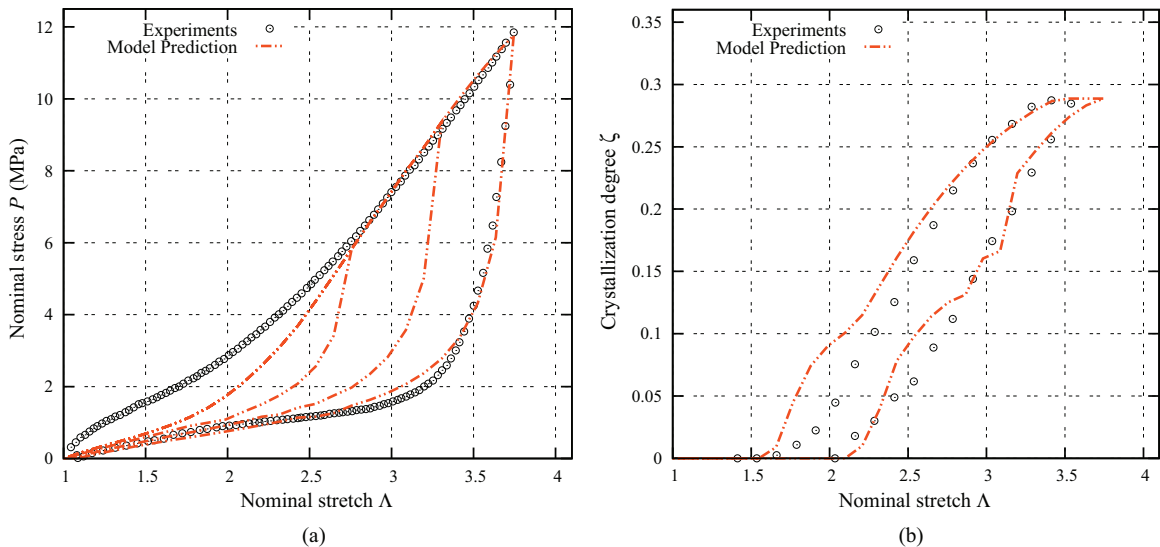 Experiments
Model Prediction
12
10
8
6
4
2
0
1
1.5
2
2.5
3
3.5
4
Nominal stress P (MPa)
Nominal stretch Λ
(a)
Experiments
Model Prediction
0.35
0.3
0.25
0.2
0.15
0.1
0.05
0
1
1.5
2
2.5
3
3.5
4
Crystallization degree ζ
Nominal stretch Λ
(b)